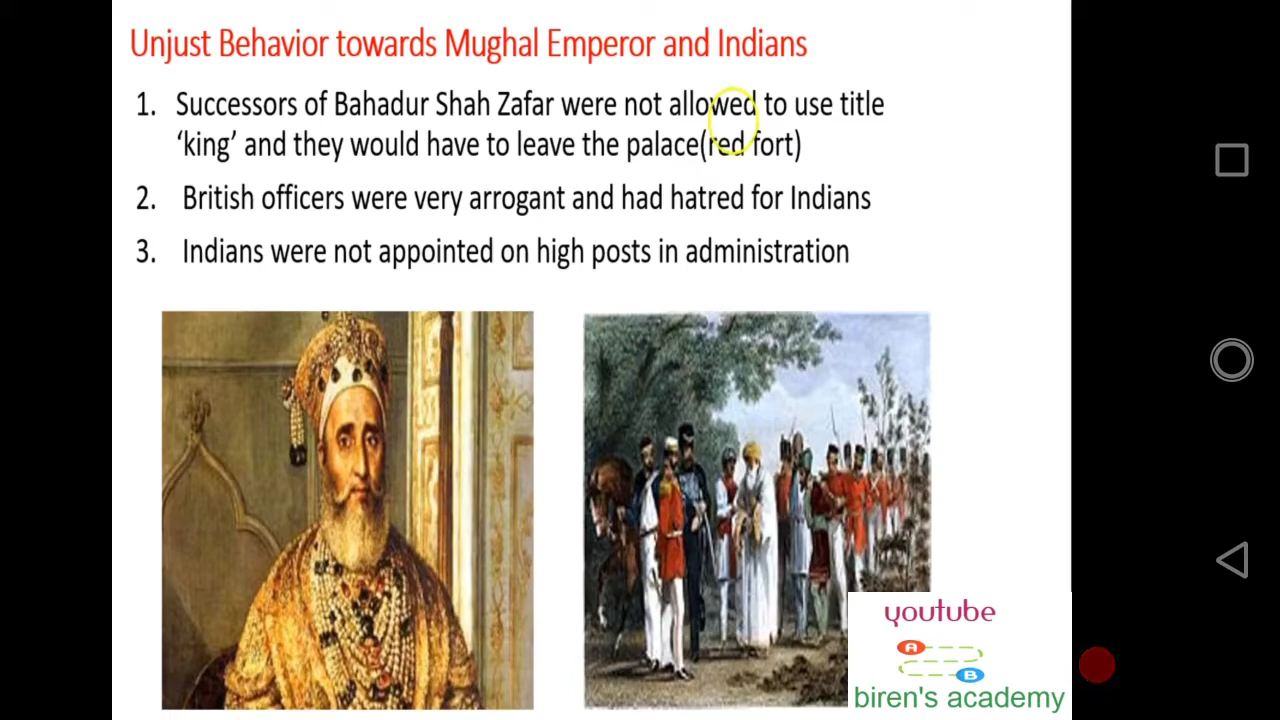 Unjust Behavior towards Mughal Emperor and Indians
1. Successors of Bahadur Shah Zafar were not allowed to use title
'king' and they would have to leave the palace(red fort)
2. British officers were very arrogant and had hatred for Indians
3. Indians were not appointed on high posts in administration
youtube
A
B
biren's academy